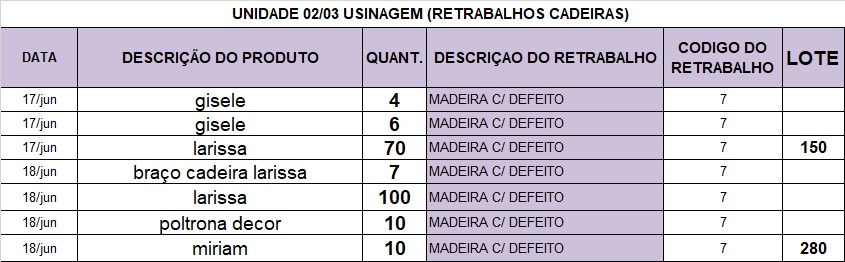 UNIDADE 02/03 USINAGEM (RETRABALHOS CADEIRAS)
DATA DESCRIÇÃO DO PRODUTO QUANT. DESCRIÇAO DO RETRABALHO CODIGO DO RETRABALHO LOTE
17/jun gisele 4 MADEIRA C/ DEFEITO 7
17/jun gisele 6 MADEIRA C/ DEFEITO 7
17/jun larissa 70 MADEIRA C/ DEFEITO 7 150
18/jun braço cadeira larissa 7 MADEIRA C/ DEFEITO 7
18/jun larissa 100 MADEIRA C/ DEFEITO 7
18/jun poltrona decor 10 MADEIRA C/ DEFEITO 7
18/jun miriam 10 MADEIRA C/ DEFEITO 7 280